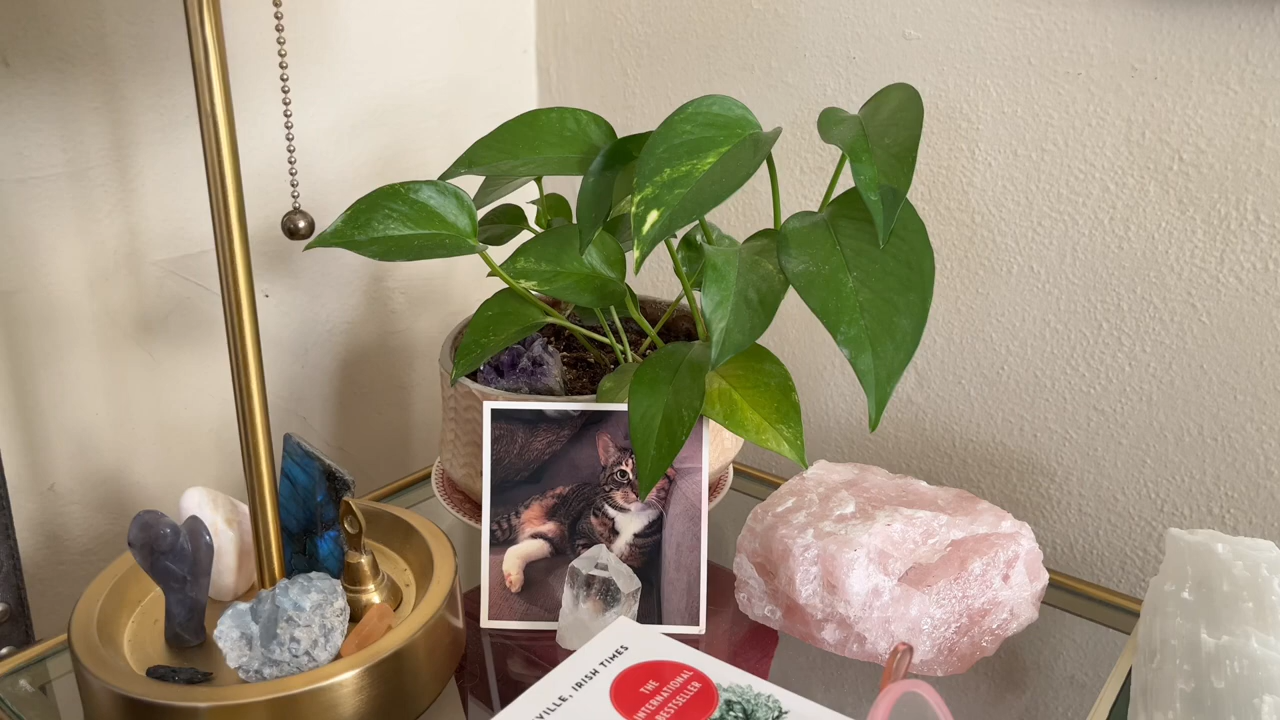 VILLE, IRISH TIMES
THE
INTERNATIONAL
BESTSELLER